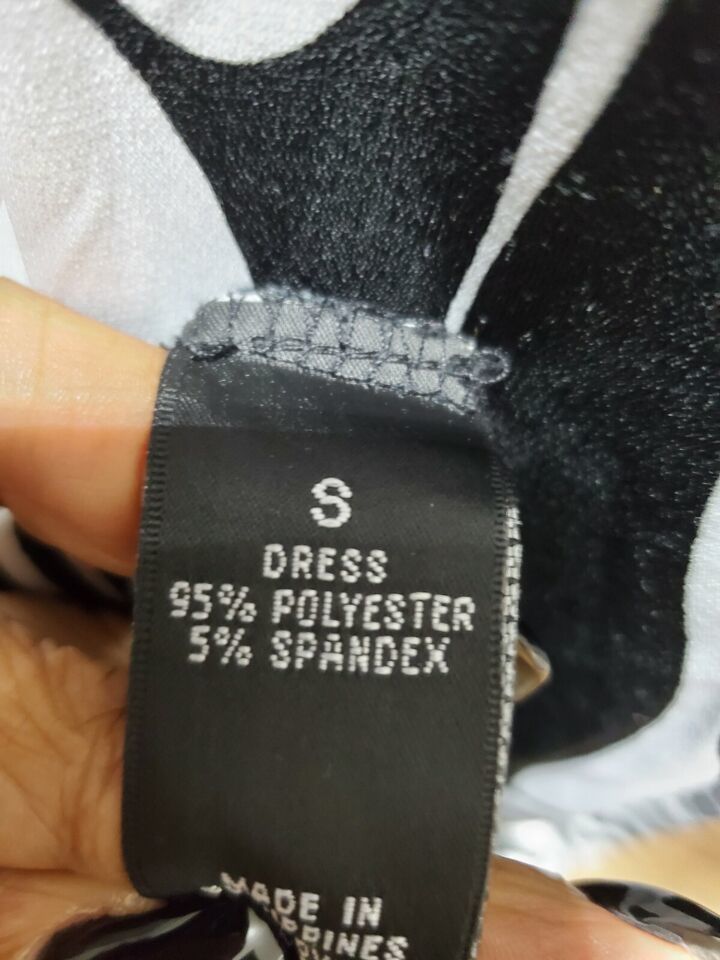 S
DRESS
95% POLYESTER
5% SPANDEX
MADE IN